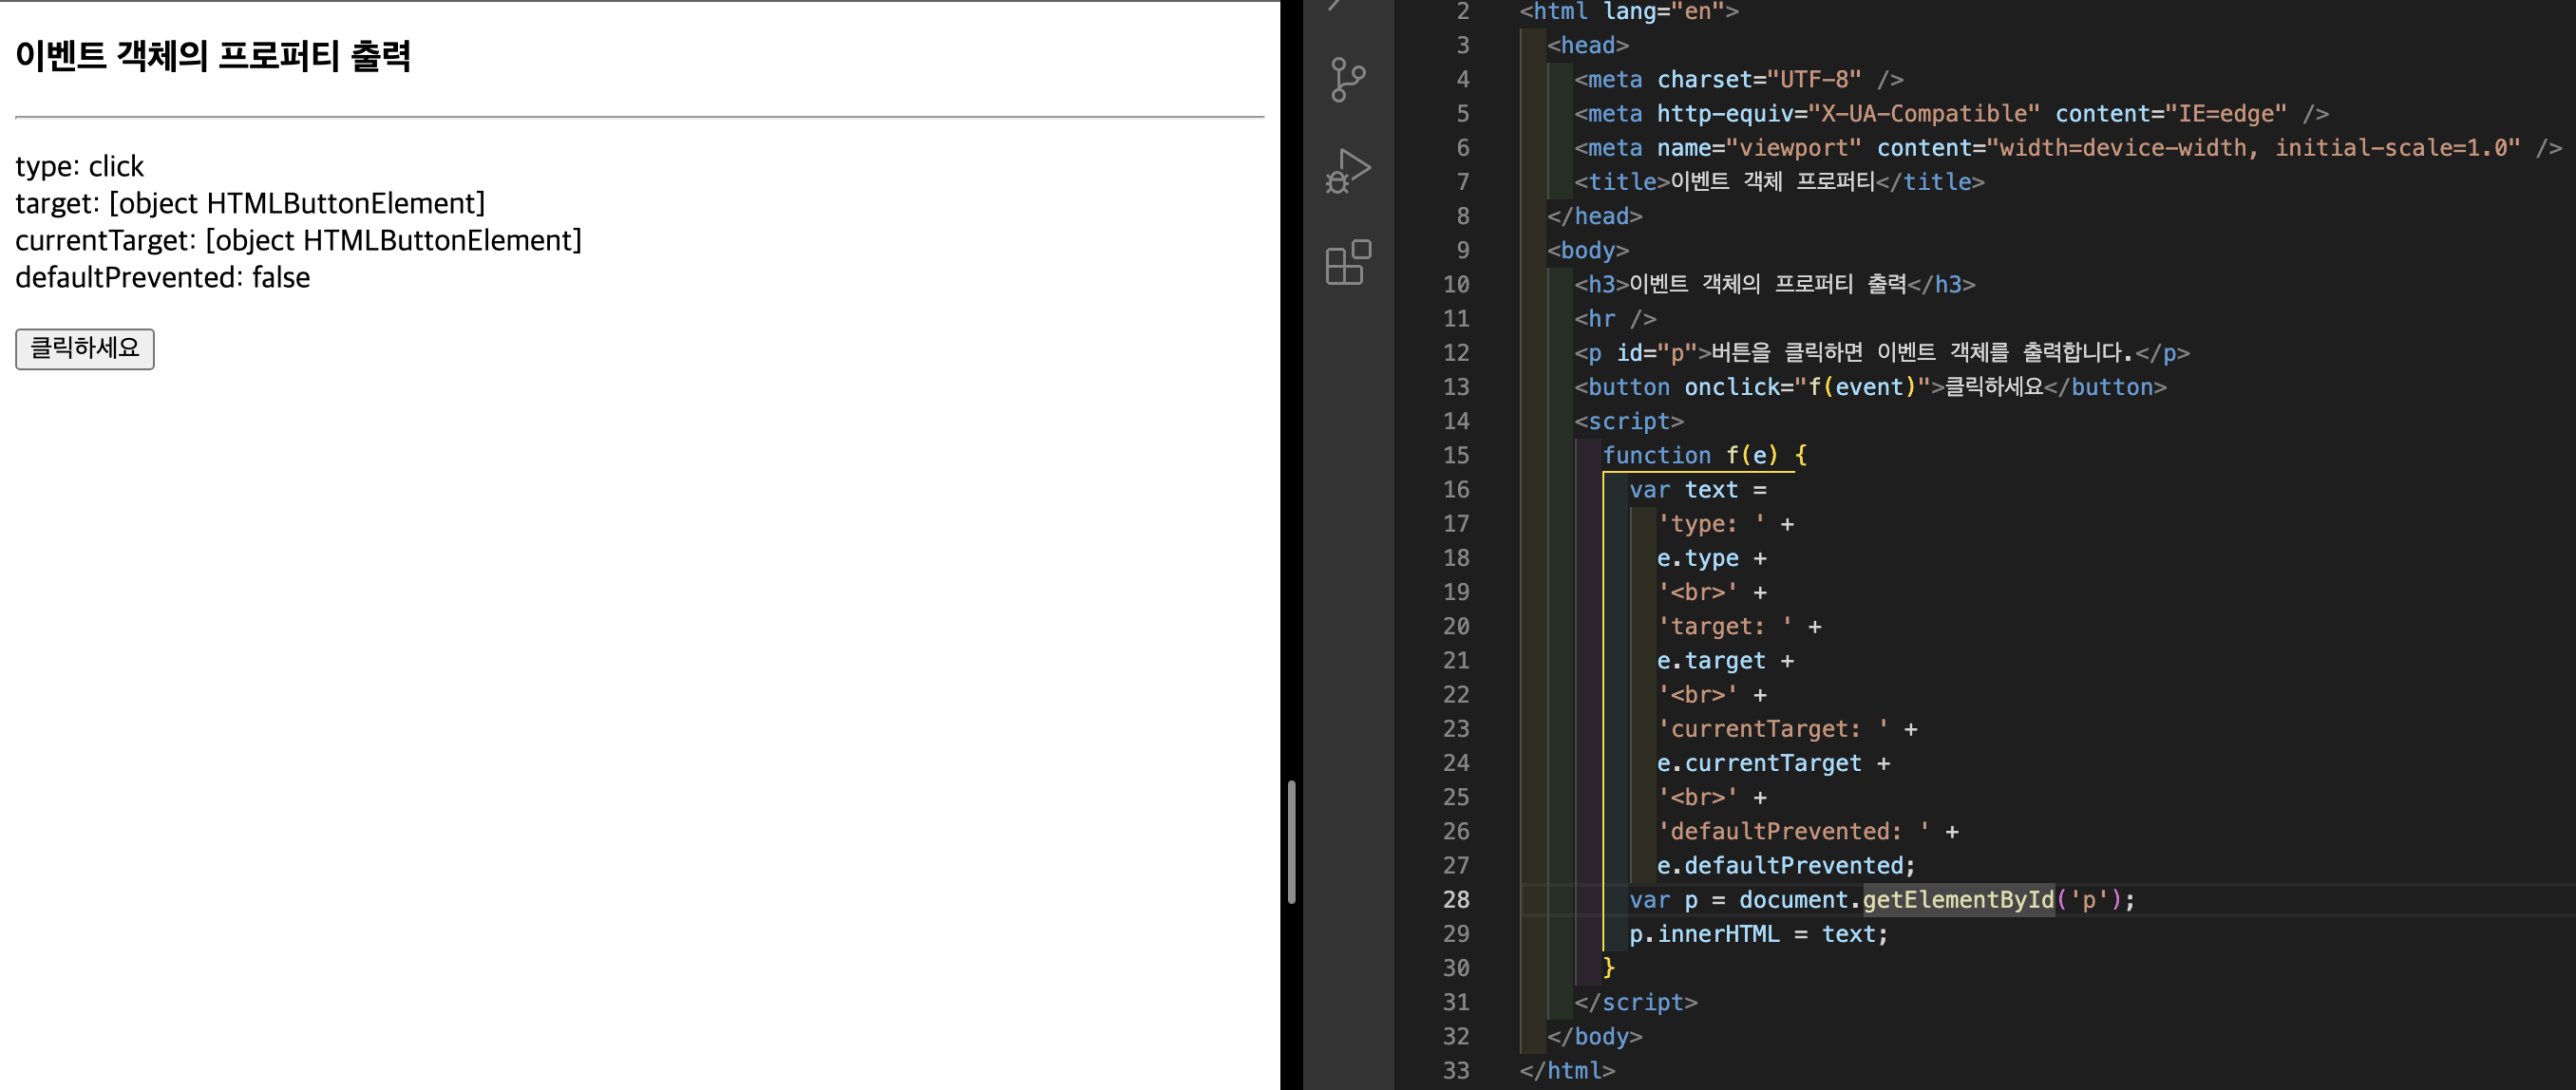 이벤트 객체의 프로퍼티 출력
type: click
target: [object HTMLButtonElement]
currentTarget: [object HTMLButtonElement]
defaultPrevented: false
클릭하세요
2 <html lang="en">
3 <head>
4 <meta charset="UTF-8" />
5 <meta http-equiv="X-UA-Compatible" content="IE=edge" />
6 <meta name="viewport" content="width=device-width, initial-scale=1.0" />
7 <title>이벤트 객체 프로퍼티</title>
8 </head>
9 <body>
10 <h3>이벤트 객체의 프로퍼티 출력</h3>
11 <hr />
12 <p id="p">버튼을 클릭하면 이벤트 객체를 출력합니다.</p>
13 <button onclick="f(event)">클릭하세요</button>
14 <script>
15 function f(e) {
16 var text =
17 'type: ' +
18 e.type +
19 '<br>' +
20 'target: ' +
21 e.target +
22 '<br>' +
23 'currentTarget: ' +
24 e.currentTarget +
25 '<br>' +
26 'defaultPrevented: ' +
27 e.defaultPrevented;
28 var p = document.getElementById('p');
29 p.innerHTML = text;
30 }
31 </script>
32 </body>
33 </html>